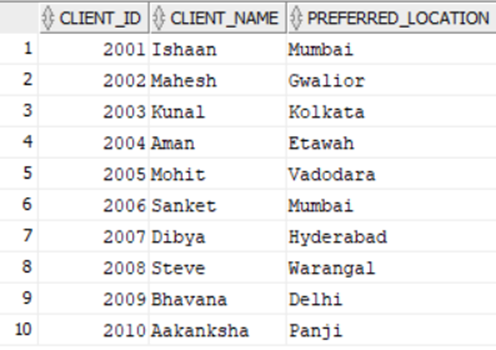 CLIENT_ID CLIENT_NAME PREFERRED_LOCATION
1 2001 Ishaan Mumbai
2 2002 Mahesh Gwalior
3 2003 Kunal Kolkata
4 2004 Aman Etawah
5 2005 Mohit Vadodara
6 2006 Sanket Mumbai
7 2007 Dibya Hyderabad
8 2008 Steve Warangal
9 2009 Bhavana Delhi
10 2010 Aakanksha Panji